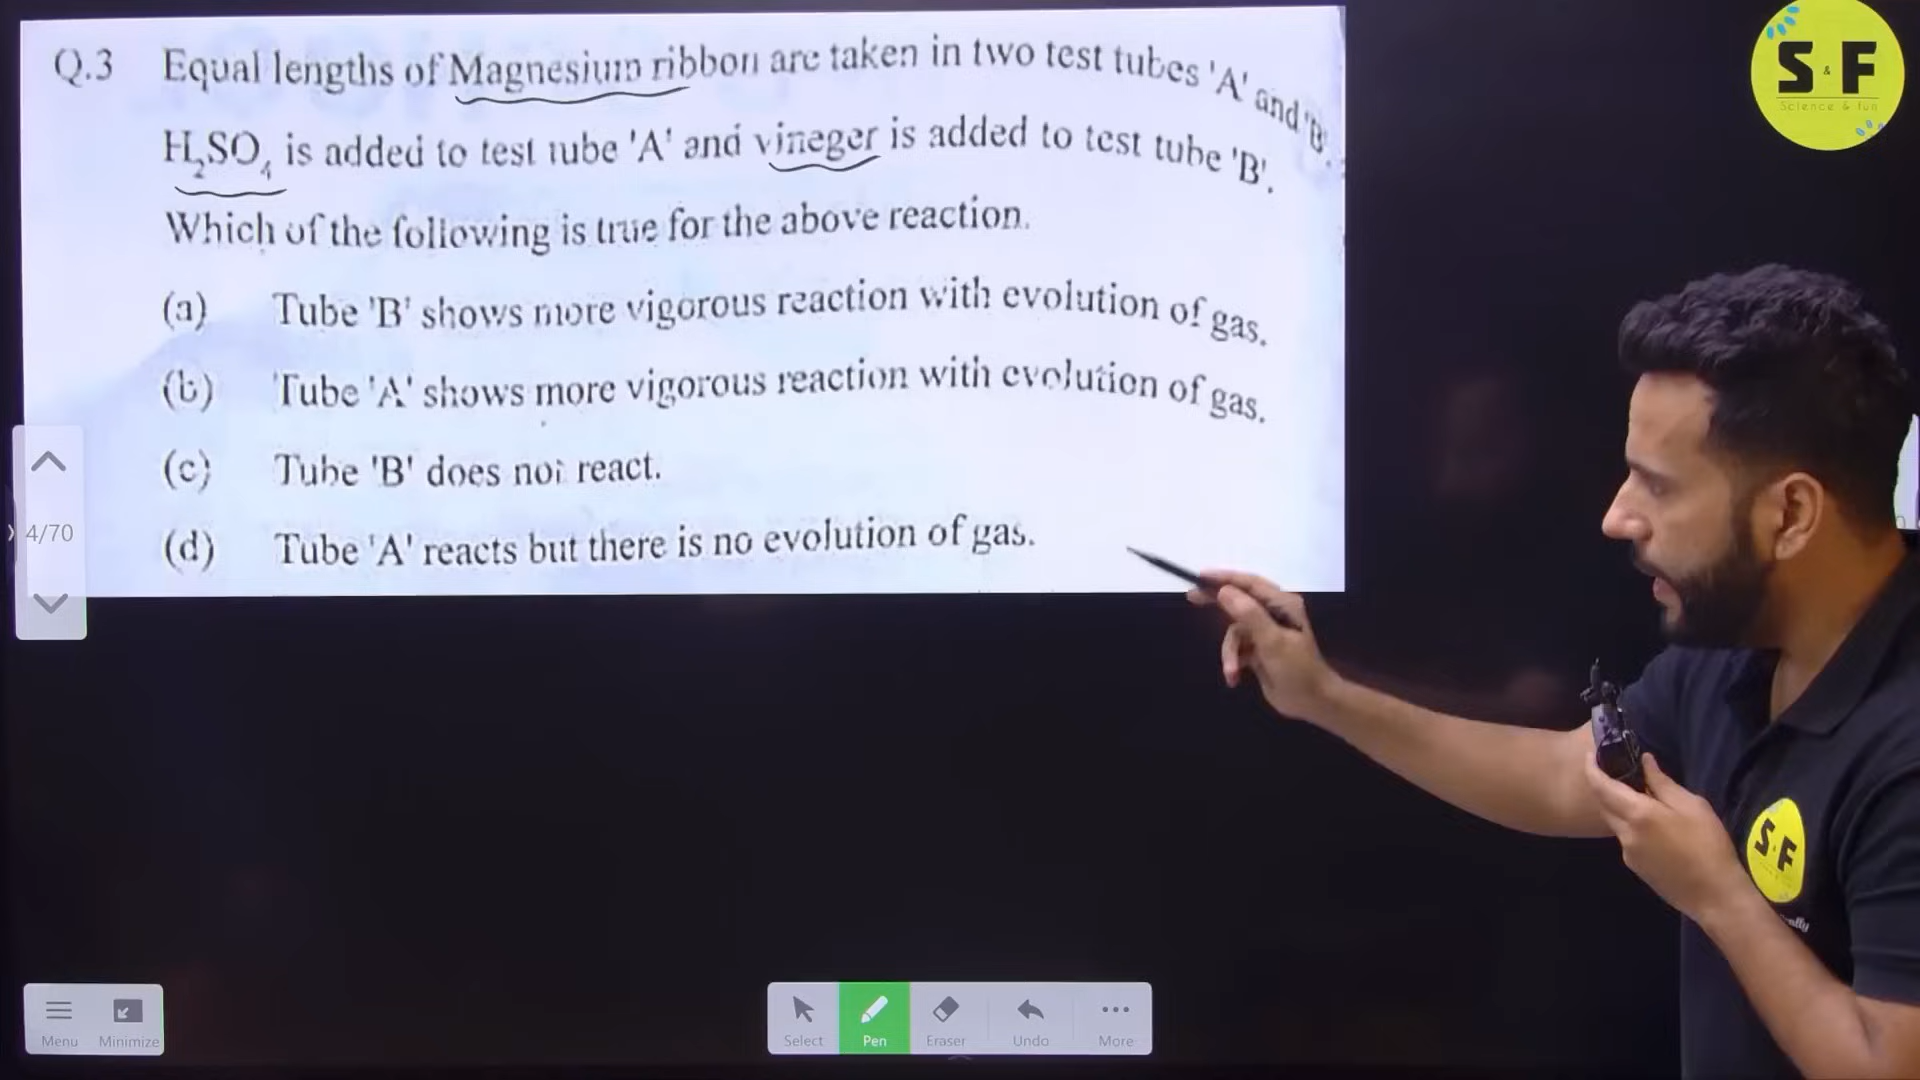 Q.3 Equal lengths of Magnesium ribbon are taken in two test tubes 'A' and 'B'.
H₂SO₄ is added to test tube 'A' and vineger is added to test tube 'B'.
Which of the following is true for the above reaction.
(a) Tube 'B' shows more vigorous reaction with evolution of gas.
(b) Tube 'A' shows more vigorous reaction with evolution of gas.
(c) Tube 'B' does not react.
(d) Tube 'A' reacts but there is no evolution of gas.
4/70
S & F
Science & fun
S & F
Menu Minimize
Select Pen Eraser Undo More